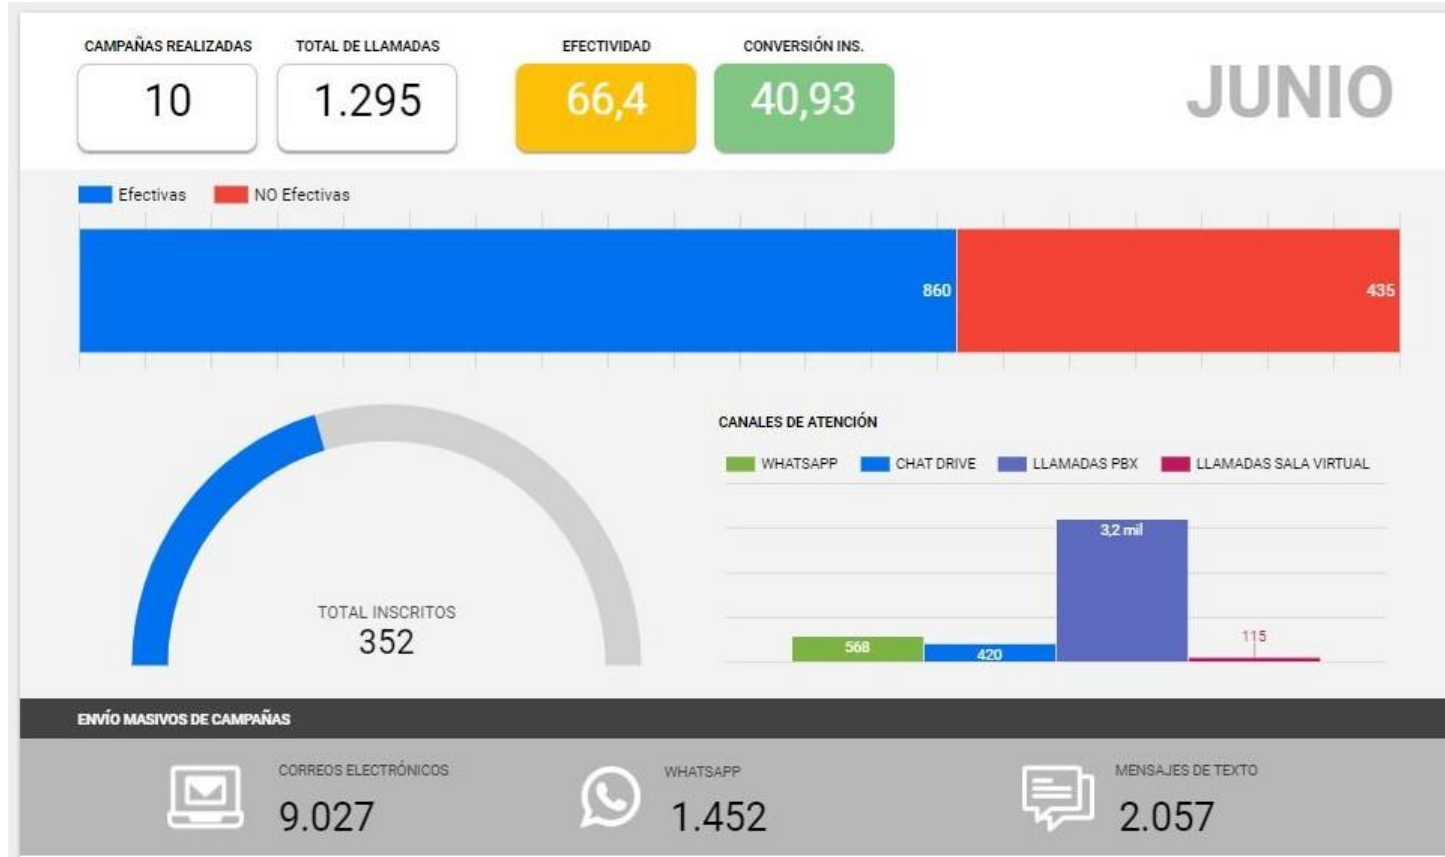 CAMPAÑAS REALIZADAS
10
TOTAL DE LLAMADAS
1.295
EFECTIVIDAD
66,4
CONVERSIÓN INS.
40,93
JUNIO
Efectivas
NO Efectivas
860
435
TOTAL INSCRITOS
352
CANALES DE ATENCIÓN
WHATSAPP
CHAT DRIVE
LLAMADAS PBX
LLAMADAS SALA VIRTUAL
568
420
3,2 mil
115
ENVÍO MASIVOS DE CAMPAÑAS
CORREOS ELECTRÓNICOS
9.027
WHATSAPP
1.452
MENSAJES DE TEXTO
2.057